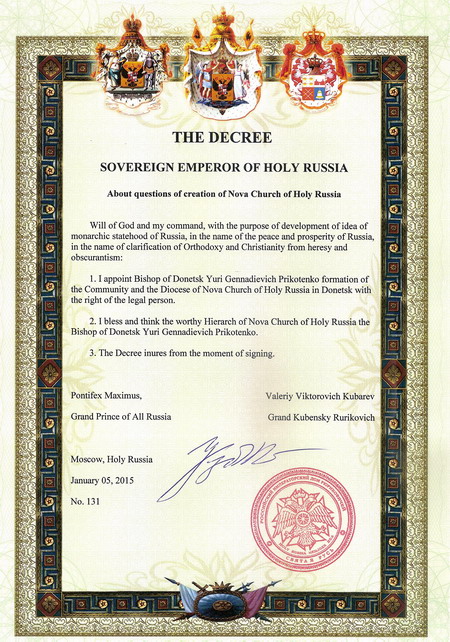 THE DECREE
SOVEREIGN EMPEROR OF HOLY RUSSIA
About questions of creation of Nova Church of Holy Russia
Will of God and my command, with the purpose of development of idea of
monarchic statehood of Russia, in the name of the peace and prosperity of Russia,
in the name of clarification of Orthodoxy and Christianity from heresy and
obscurantism:
1. I appoint Bishop of Donetsk Yuri Gennadievich Prikotenko formation of
the Community and the Diocese of Nova Church of Holy Russia in Donetsk with
the right of the legal person.
2. I bless and think the worthy Hierarch of Nova Church of Holy Russia the
Bishop of Donetsk Yuri Gennadievich Prikotenko.
3. The Decree inures from the moment of signing.
Pontifex Maximus,
Valeriy Viktorovich Kubarev
Grand Prince of All Russia
Grand Kubensky Rurikovich
Moscow, Holy Russia
January 05, 2015
No. 131
СВЯТАЯ РУСЬ